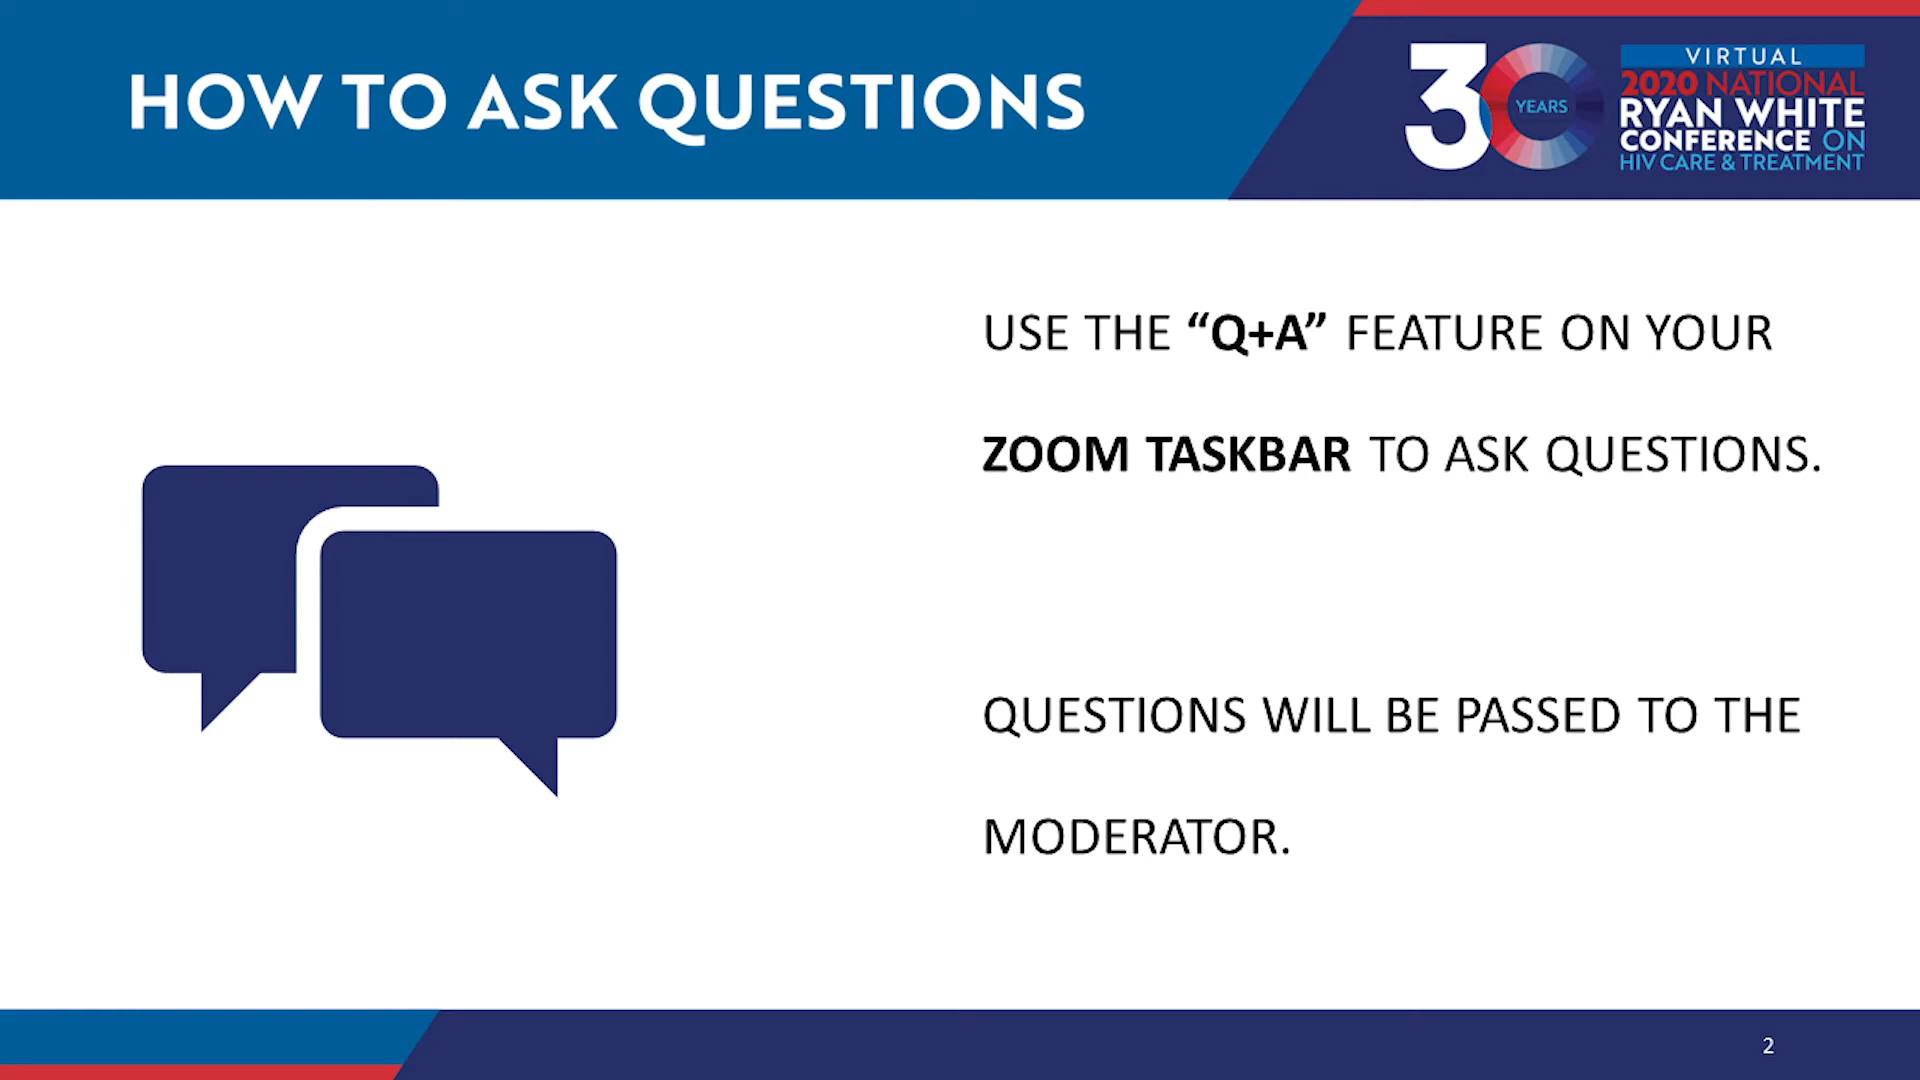 HOW TO ASK QUESTIONS
30
YEARS
VIRTUAL
2020 NATIONAL
RYAN WHITE
CONFERENCE ON
HIV CARE & TREATMENT
USE THE “Q+A” FEATURE ON YOUR
ZOOM TASKBAR TO ASK QUESTIONS.
QUESTIONS WILL BE PASSED TO THE
MODERATOR.
2